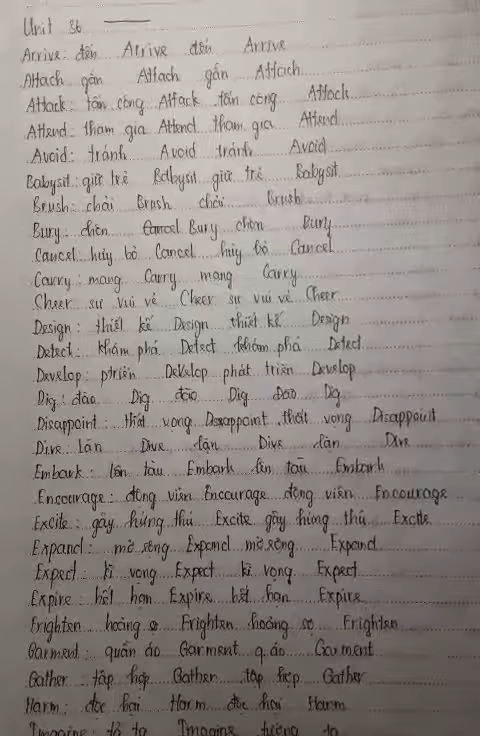 Unit 36
Arrive: đến Arrive đến Arrive
Attach gắn Attach gắn Attach
Attack: tấn công Attack tấn công Attack
Attend: tham gia Attend tham gia Attend
Avoid: tránh Avoid tránh Avoid
Babysit: giữ trẻ Babysit giữ trẻ Babysit
Brush: chải Brush chải Brush
Bury: chôn Bury chôn Bury
Cancel hủy bỏ Cancel hủy bỏ Cancel
Carry: mang Carry mang Carry
Cheer sự vui vẻ Cheer sự vui vẻ Cheer
Design: thiết kế Design thiết kế Design
Detect: khám phá Detect khám phá Detect
Develop: ptriển Develop phát triển Develop
Dig: đào Dig đào Dig
Disappoint: thất vọng Disappoint thất vọng Disappoint
Dive lặn Dive lặn Dive lặn Dive
Embark: lên tàu Embark lên tàu Embark
Encourage: động viên Encourage động viên Encourage
Excite: gây hứng thú Excite gây hứng thú Excite
Expand: mở rộng Expand mở rộng Expand
Expect: kì vọng Expect kì vọng Expect
Expire: hết hạn Expire hết hạn Expire
Frighten hoảng sợ Frighten hoảng sợ Frighten
Garment: quần áo Garment q.áo Garment
Gather: tập hợp Gather tập hợp Gather
Harm: độc hại Harm độc hại Harm
Imagine: tả to Imagine tưởng to